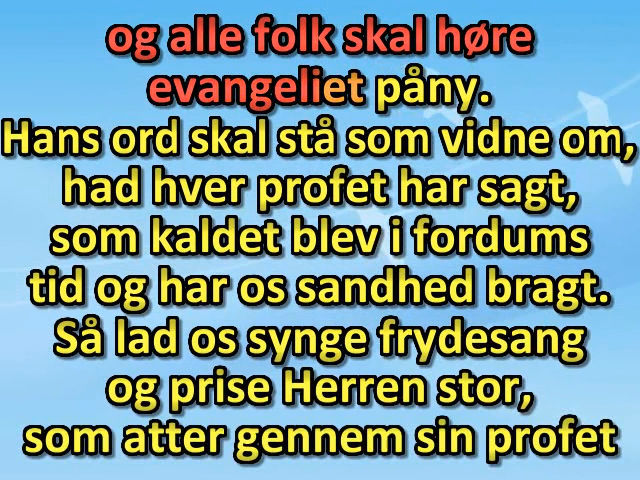 og alle folk skal høre
evangeliet påny.
Hans ord skal stå som vidne om,
had hver profet har sagt,
som kaldet blev i fordums
tid og har os sandhed bragt.
Så lad os synge frydesang
og prise Herren stor,
som atter gennem sin profet